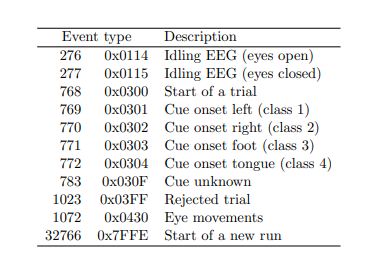 Event type Description
276 0x0114 Idling EEG (eyes open)
277 0x0115 Idling EEG (eyes closed)
768 0x0300 Start of a trial
769 0x0301 Cue onset left (class 1)
770 0x0302 Cue onset right (class 2)
771 0x0303 Cue onset foot (class 3)
772 0x0304 Cue onset tongue (class 4)
783 0x030F Cue unknown
1023 0x03FF Rejected trial
1072 0x0430 Eye movements
32766 0x7FFE Start of a new run